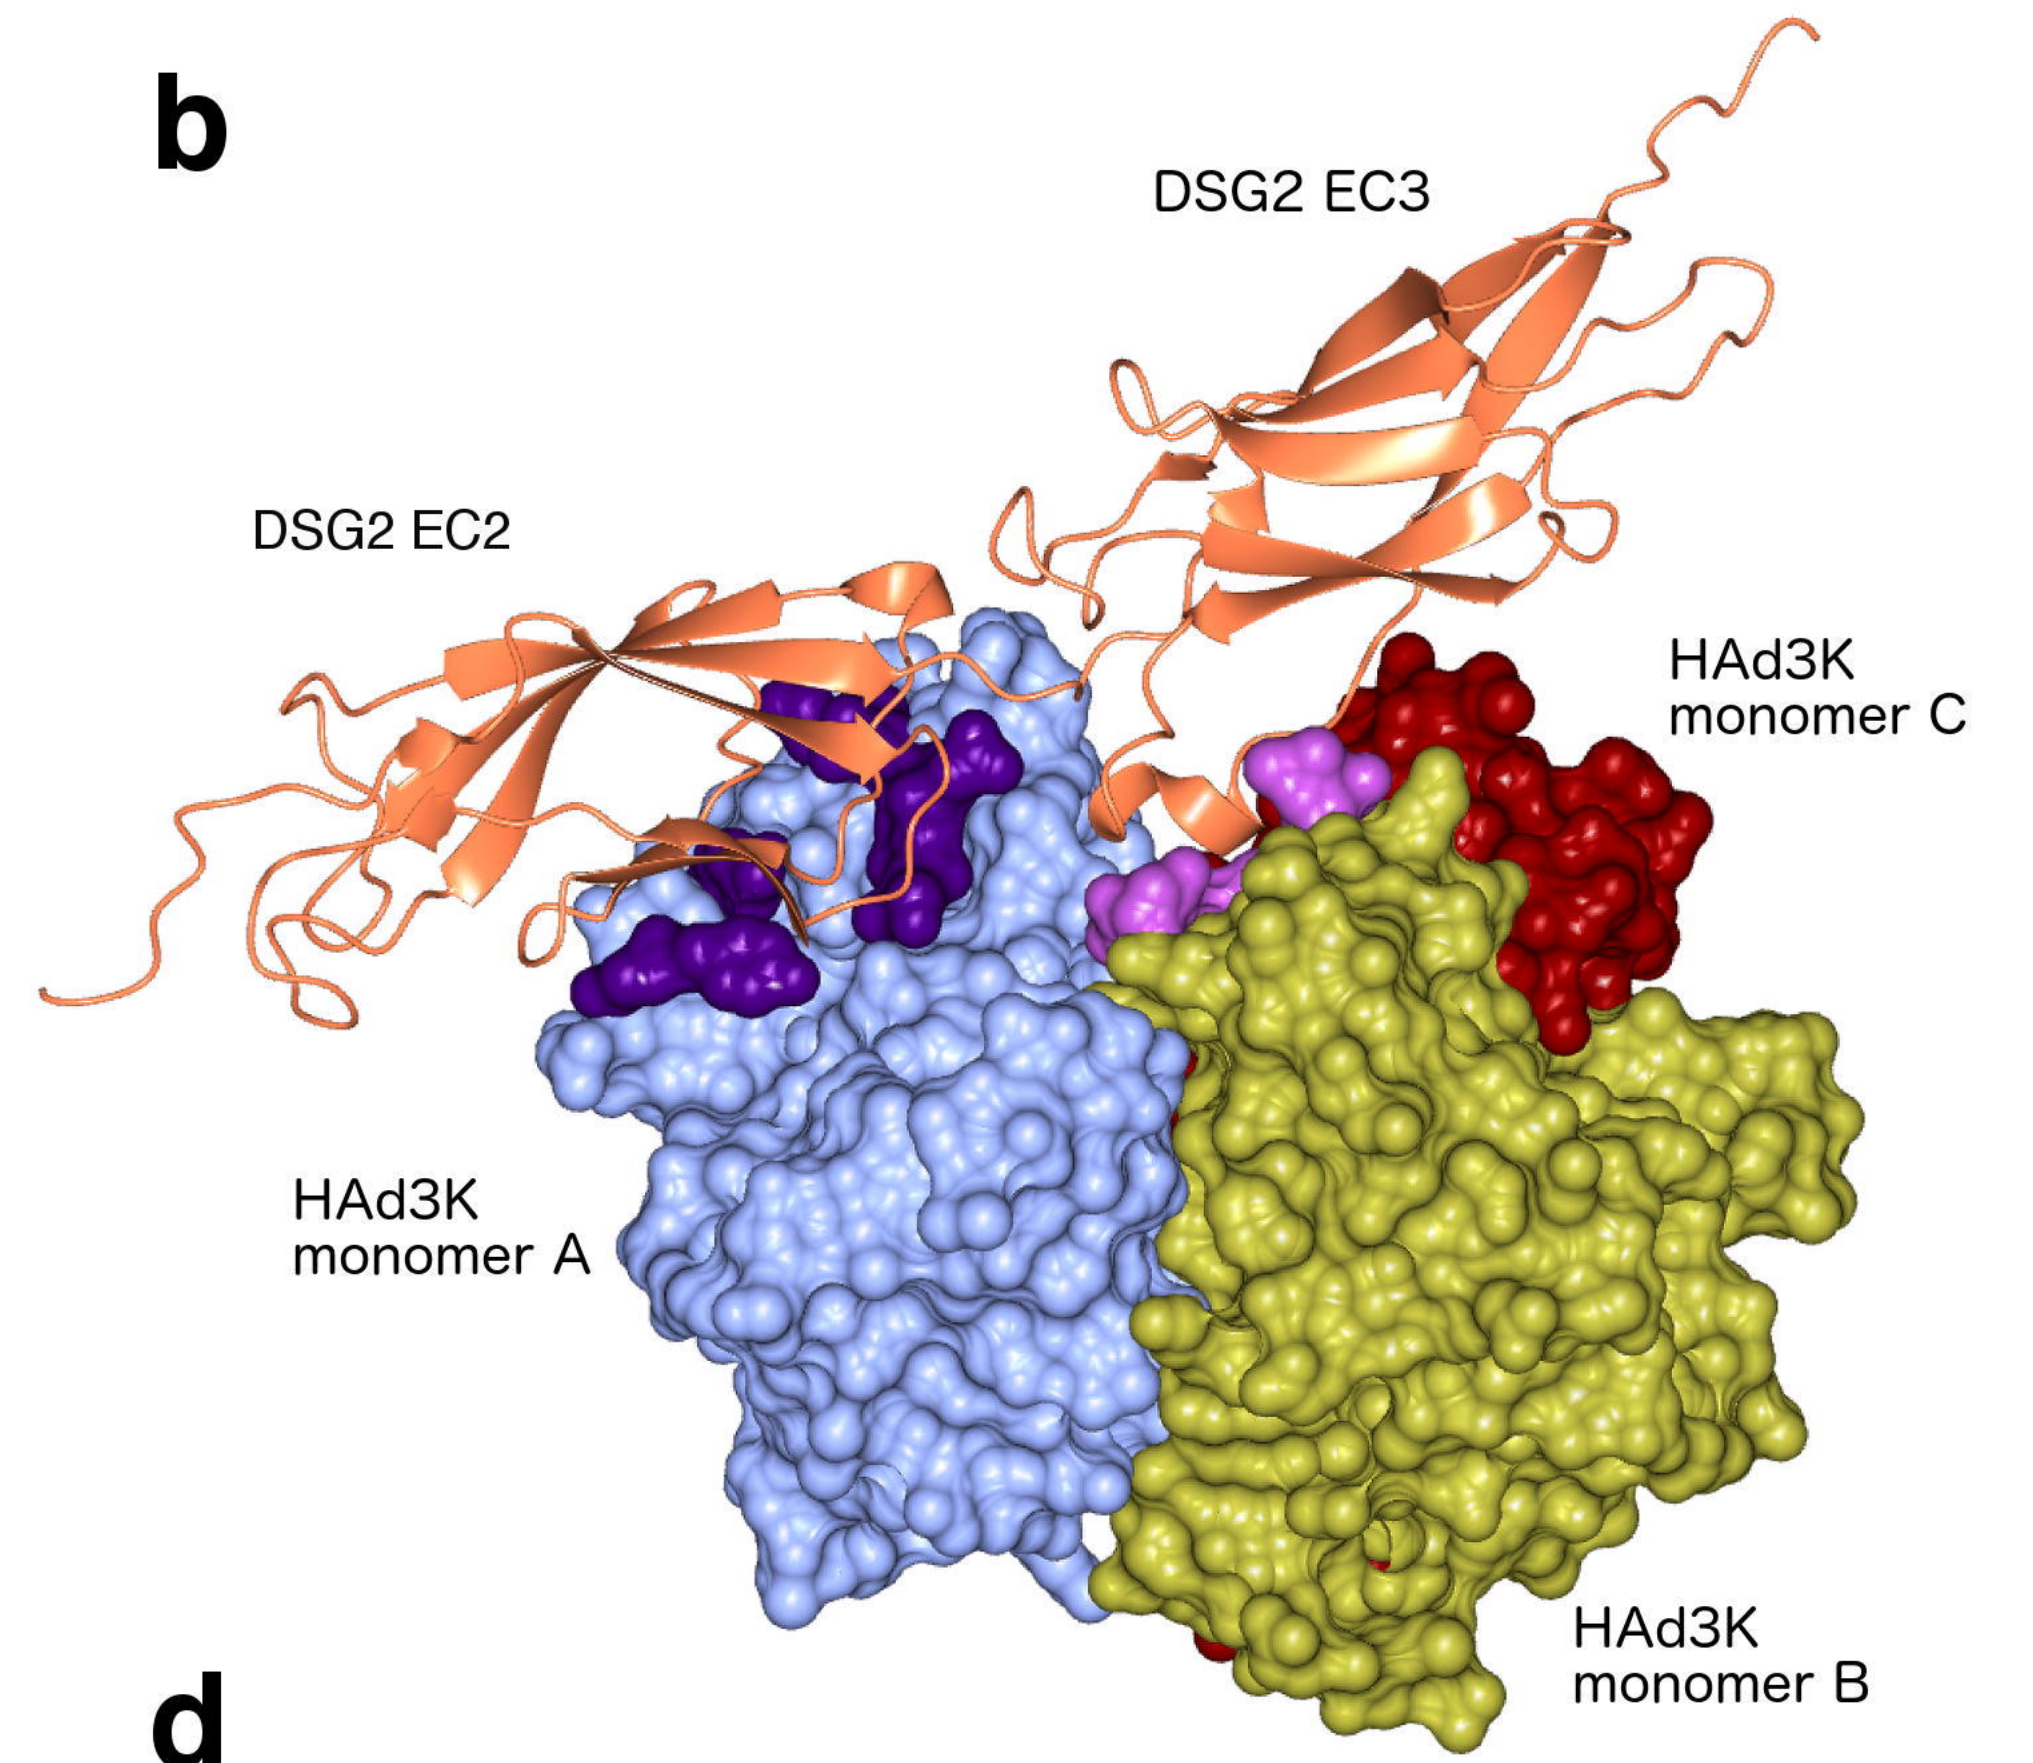 b
DSG2 EC3
DSG2 EC2
HAd3K
monomer C
HAd3K
monomer A
HAd3K
monomer B
d